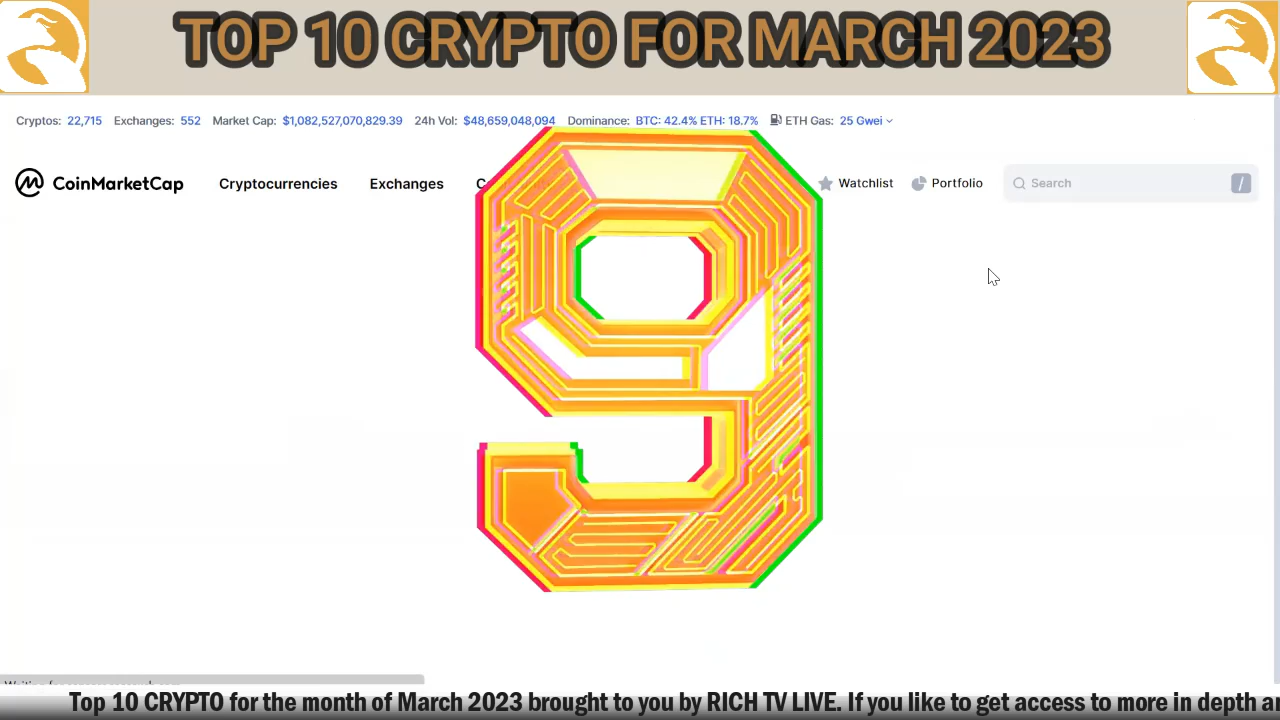 TOP 10 CRYPTO FOR MARCH 2023
Cryptos: 22,715 Exchanges: 552 Market Cap: $1,082,527,070,829.39 24h Vol: $48,659,048,094 Dominance: BTC: 42.4% ETH: 18.7% ETH Gas: 25 Gwei
CoinMarketCap Cryptocurrencies Exchanges Watchlist Portfolio Search /
9
Top 10 CRYPTO for the month of March 2023 brought to you by RICH TV LIVE. If you like to get access to more in depth